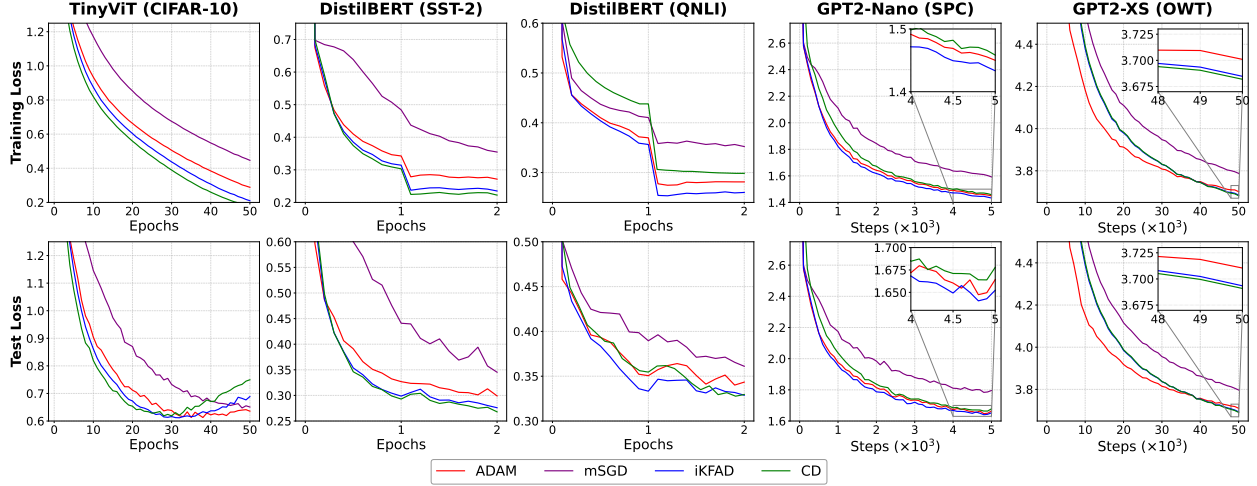 TinyViT (CIFAR-10) DistilBERT (SST-2) DistilBERT (QNLI) GPT2-Nano (SPC) GPT2-XS (OWT)
Training Loss
1.2
1.0
0.8
0.6
0.4
0.2
0 10 20 30 40 50
Epochs
0.7
0.6
0.5
0.4
0.3
0.2
0 1 2
Epochs
0.6
0.5
0.4
0.3
0 1 2
Epochs
2.6
2.4
2.2
2.0
1.8
1.6
1.4
0 1 2 3 4 5
Steps (×10³)
1.5
1.4
4 4.5 5
4.4
4.2
4.0
3.8
0 10 20 30 40 50
Steps (×10³)
3.725
3.700
3.675
48 49 50
Test Loss
1.2
1.1
1.0
0.9
0.8
0.7
0.6
0 10 20 30 40 50
Epochs
0.60
0.55
0.50
0.45
0.40
0.35
0.30
0.25
0 1 2
Epochs
0.50
0.45
0.40
0.35
0.30
0 1 2
Epochs
2.6
2.4
2.2
2.0
1.8
1.6
0 1 2 3 4 5
Steps (×10³)
1.700
1.675
1.650
4 4.5 5
4.4
4.2
4.0
3.8
0 10 20 30 40 50
Steps (×10³)
3.725
3.700
3.675
48 49 50
ADAM mSGD iKFAD CD